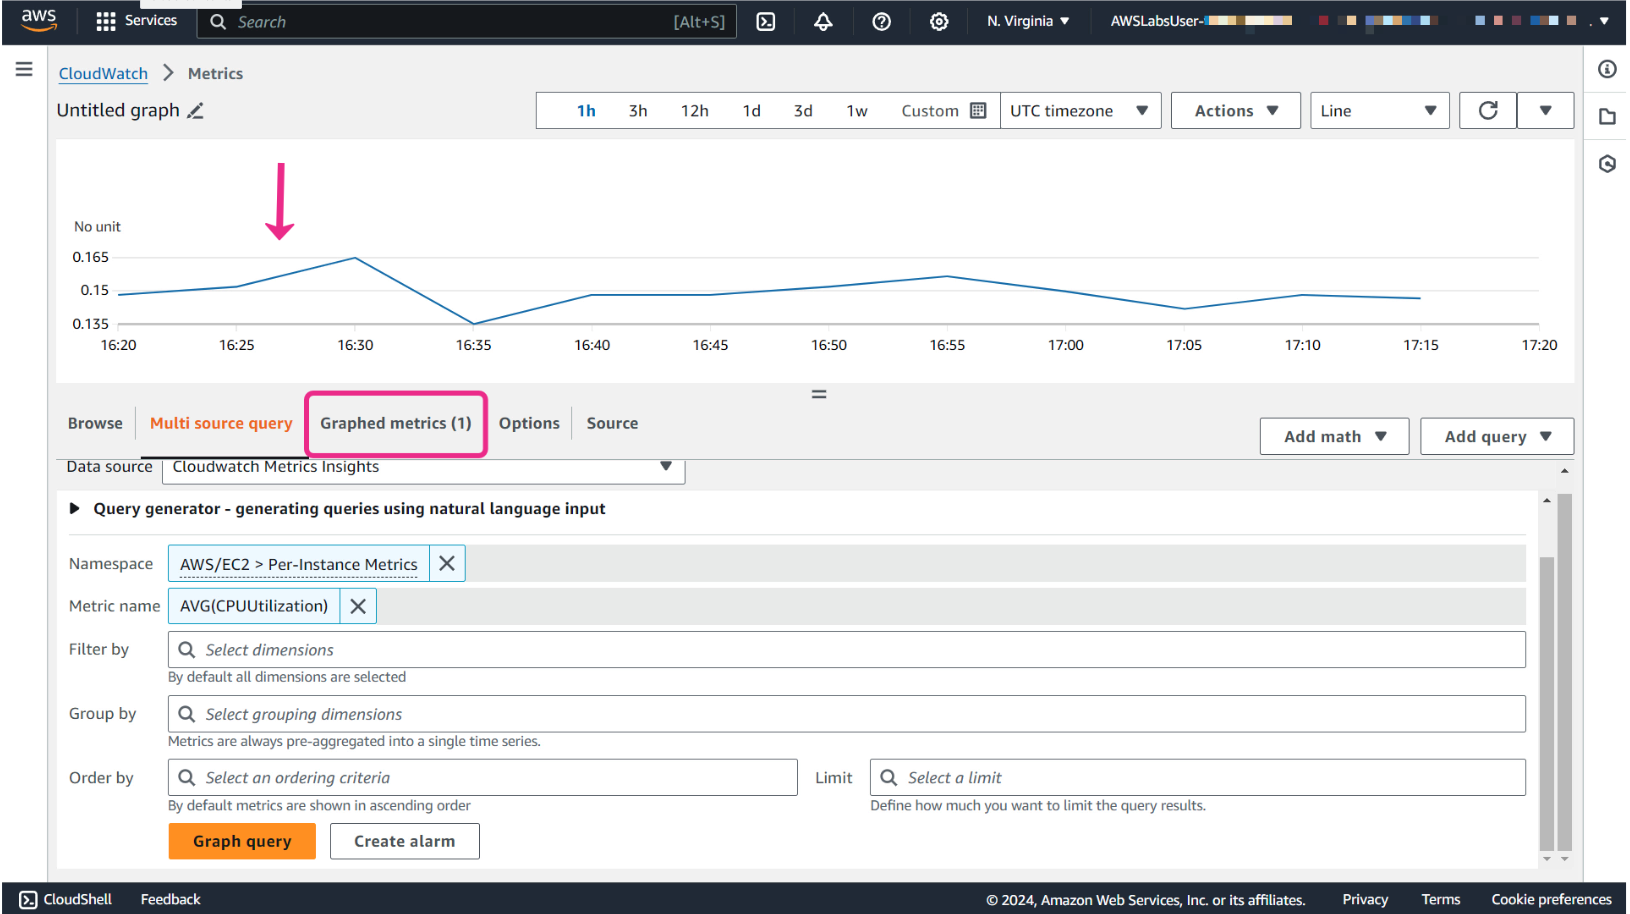 aws
Services
Search
[Alt+S]
N. Virginia
AWSLabsUser-
CloudWatch
Metrics
Untitled graph
1h
3h
12h
1d
3d
1w
Custom
UTC timezone
Actions
Line
No unit
0.165
0.15
0.135
16:20
16:25
16:30
16:35
16:40
16:45
16:50
16:55
17:00
17:05
17:10
17:15
17:20
Browse
Multi source query
Graphed metrics (1)
Options
Source
Add math
Add query
Data source
Cloudwatch Metrics Insights
Query generator - generating queries using natural language input
Namespace
AWS/EC2 > Per-Instance Metrics
Metric name
AVG(CPUUtilization)
Filter by
Select dimensions
By default all dimensions are selected
Group by
Select grouping dimensions
Metrics are always pre-aggregated into a single time series.
Order by
Select an ordering criteria
Limit
Select a limit
By default metrics are shown in ascending order
Define how much you want to limit the query results.
Graph query
Create alarm
CloudShell
Feedback
© 2024, Amazon Web Services, Inc. or its affiliates.
Privacy
Terms
Cookie preferences